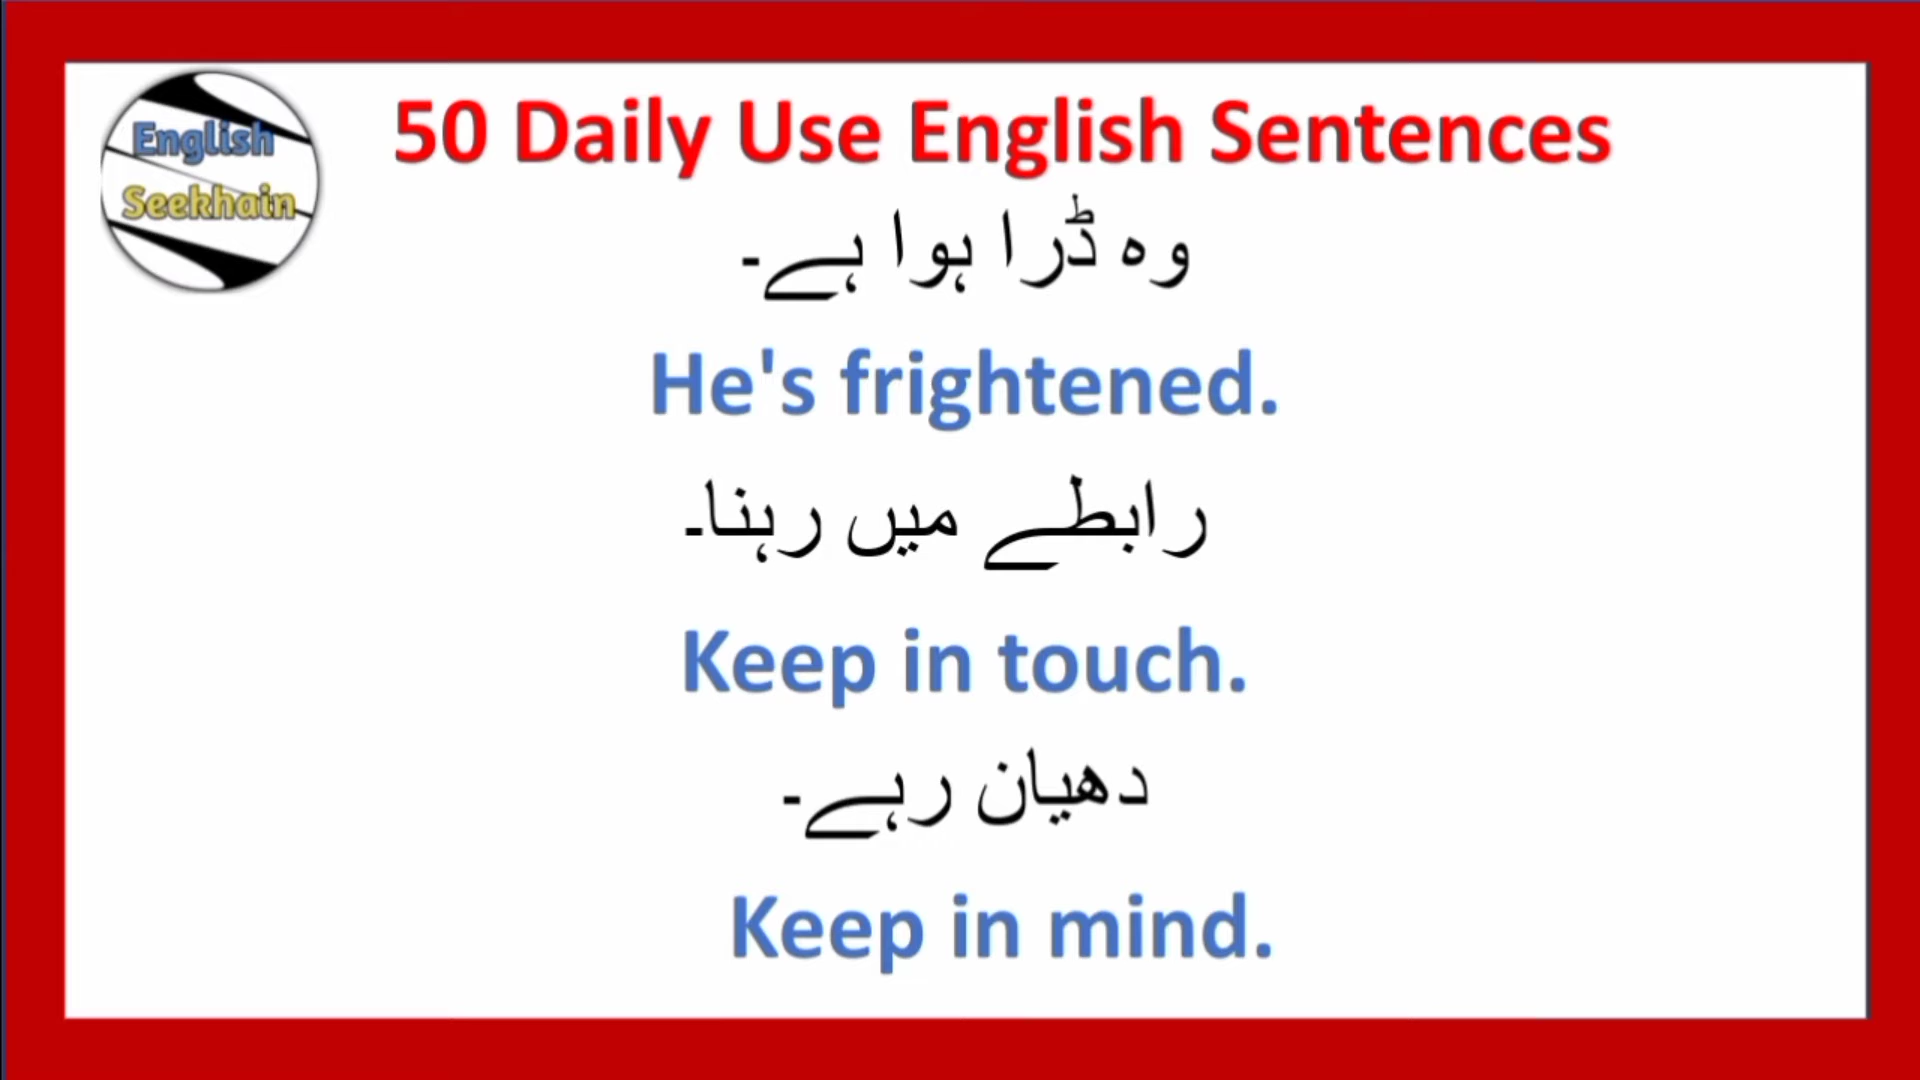 English
Seekhain
50 Daily Use English Sentences
وہ ڈرا ہوا ہے۔
He's frightened.
رابطے میں رہنا۔
Keep in touch.
دھیان رہے۔
Keep in mind.